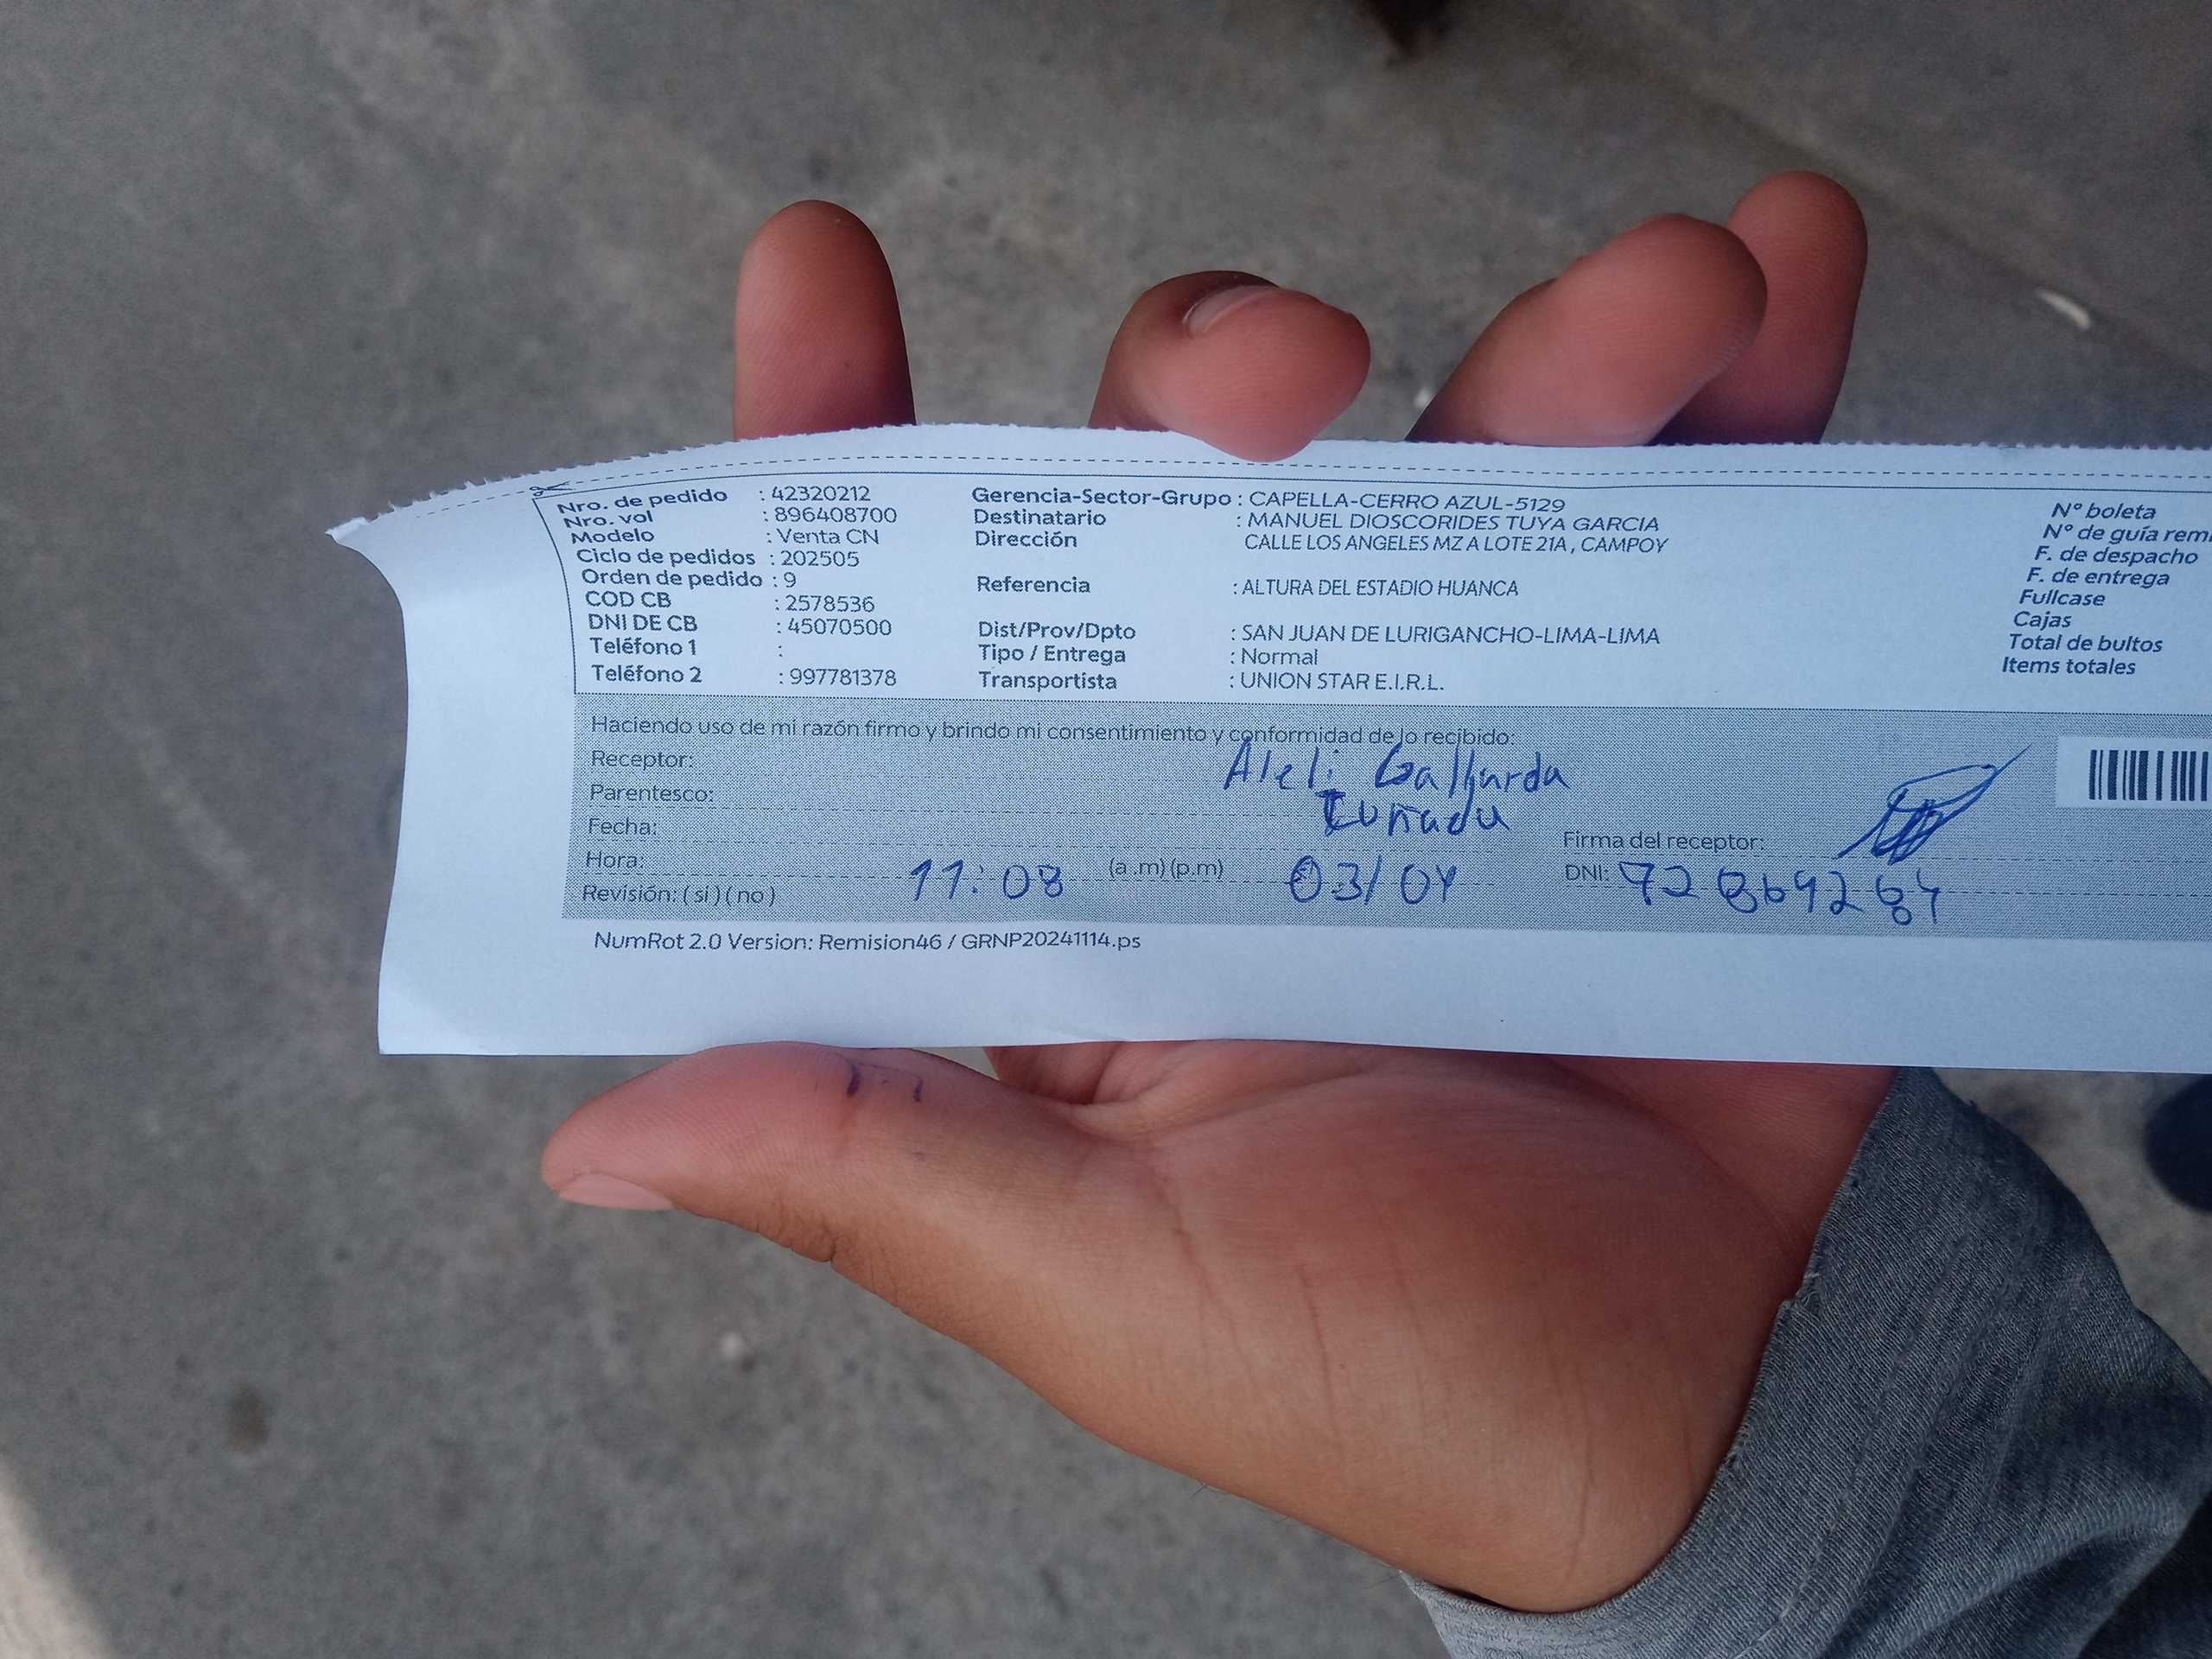 Nro. de pedido : 42320212
Nro. vol : 896408700
Modelo : Venta CN
Ciclo de pedidos : 202505
Orden de pedido : 9
COD CB : 2578536
DNI DE CB : 45070500
Teléfono 1 :
Teléfono 2 : 997781378
Gerencia-Sector-Grupo : CAPELLA-CERRO AZUL-5129
Destinatario : MANUEL DIOSCORIDES TUYA GARCIA
Dirección CALLE LOS ANGELES MZ A LOTE 21A , CAMPOY
Referencia : ALTURA DEL ESTADIO HUANCA
Dist/Prov/Dpto : SAN JUAN DE LURIGANCHO-LIMA-LIMA
Tipo / Entrega : Normal
Transportista : UNION STAR E.I.R.L.
N° boleta
N° de guía remi
F. de despacho
F. de entrega
Fullcase
Cajas
Total de bultos
Items totales
Haciendo uso de mi razón firmo y brindo mi consentimiento y conformidad de lo recibido:
Receptor: Aleli Gallarda
Parentesco: Cuñada
Fecha:
Hora: 11:08 (a .m) (p.m) 03/04
Revisión: ( si ) ( no )
Firma del receptor:
DNI:
NumRot 2.0 Version: Remision46 / GRNP20241114.ps